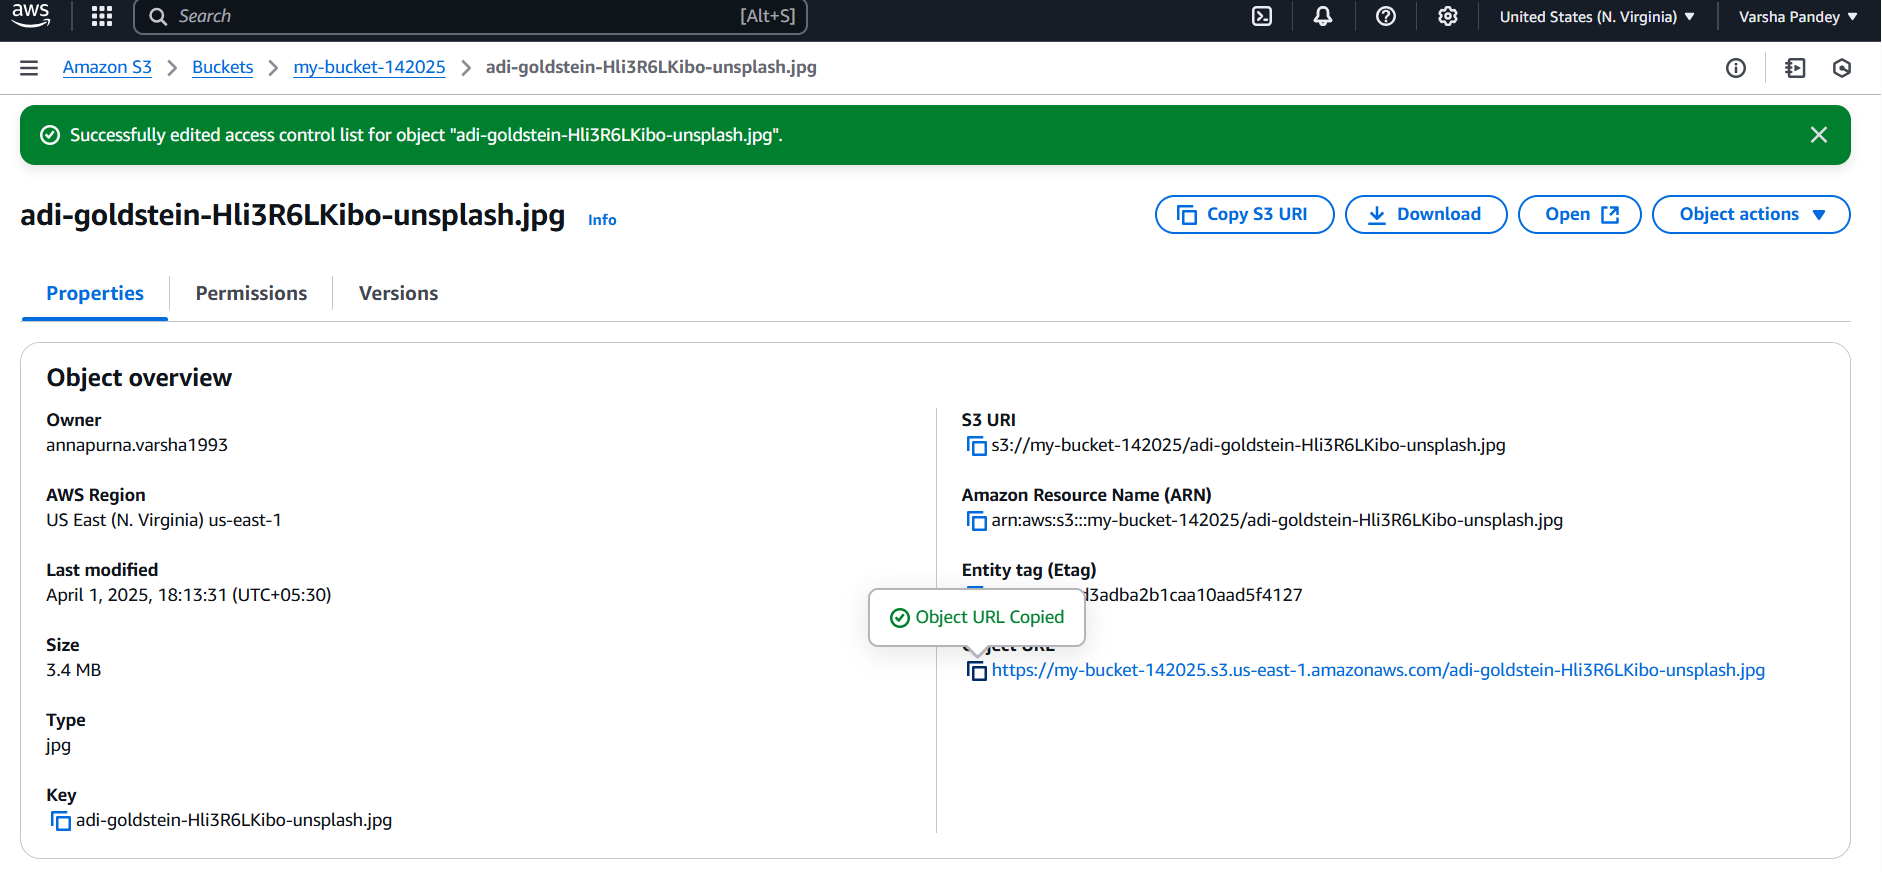 aws
Search [Alt+S]
United States (N. Virginia)
Varsha Pandey
Amazon S3 > Buckets > my-bucket-142025 > adi-goldstein-Hli3R6LKibo-unsplash.jpg
Successfully edited access control list for object "adi-goldstein-Hli3R6LKibo-unsplash.jpg".
adi-goldstein-Hli3R6LKibo-unsplash.jpg Info
Copy S3 URI
Download
Open
Object actions
Properties
Permissions
Versions
Object overview
Owner
annapurna.varsha1993
AWS Region
US East (N. Virginia) us-east-1
Last modified
April 1, 2025, 18:13:31 (UTC+05:30)
Size
3.4 MB
Type
jpg
Key
adi-goldstein-Hli3R6LKibo-unsplash.jpg
S3 URI
s3://my-bucket-142025/adi-goldstein-Hli3R6LKibo-unsplash.jpg
Amazon Resource Name (ARN)
arn:aws:s3:::my-bucket-142025/adi-goldstein-Hli3R6LKibo-unsplash.jpg
Entity tag (Etag)
d3adba2b1caa10aad5f4127
Object URL Copied
Object URL
https://my-bucket-142025.s3.us-east-1.amazonaws.com/adi-goldstein-Hli3R6LKibo-unsplash.jpg